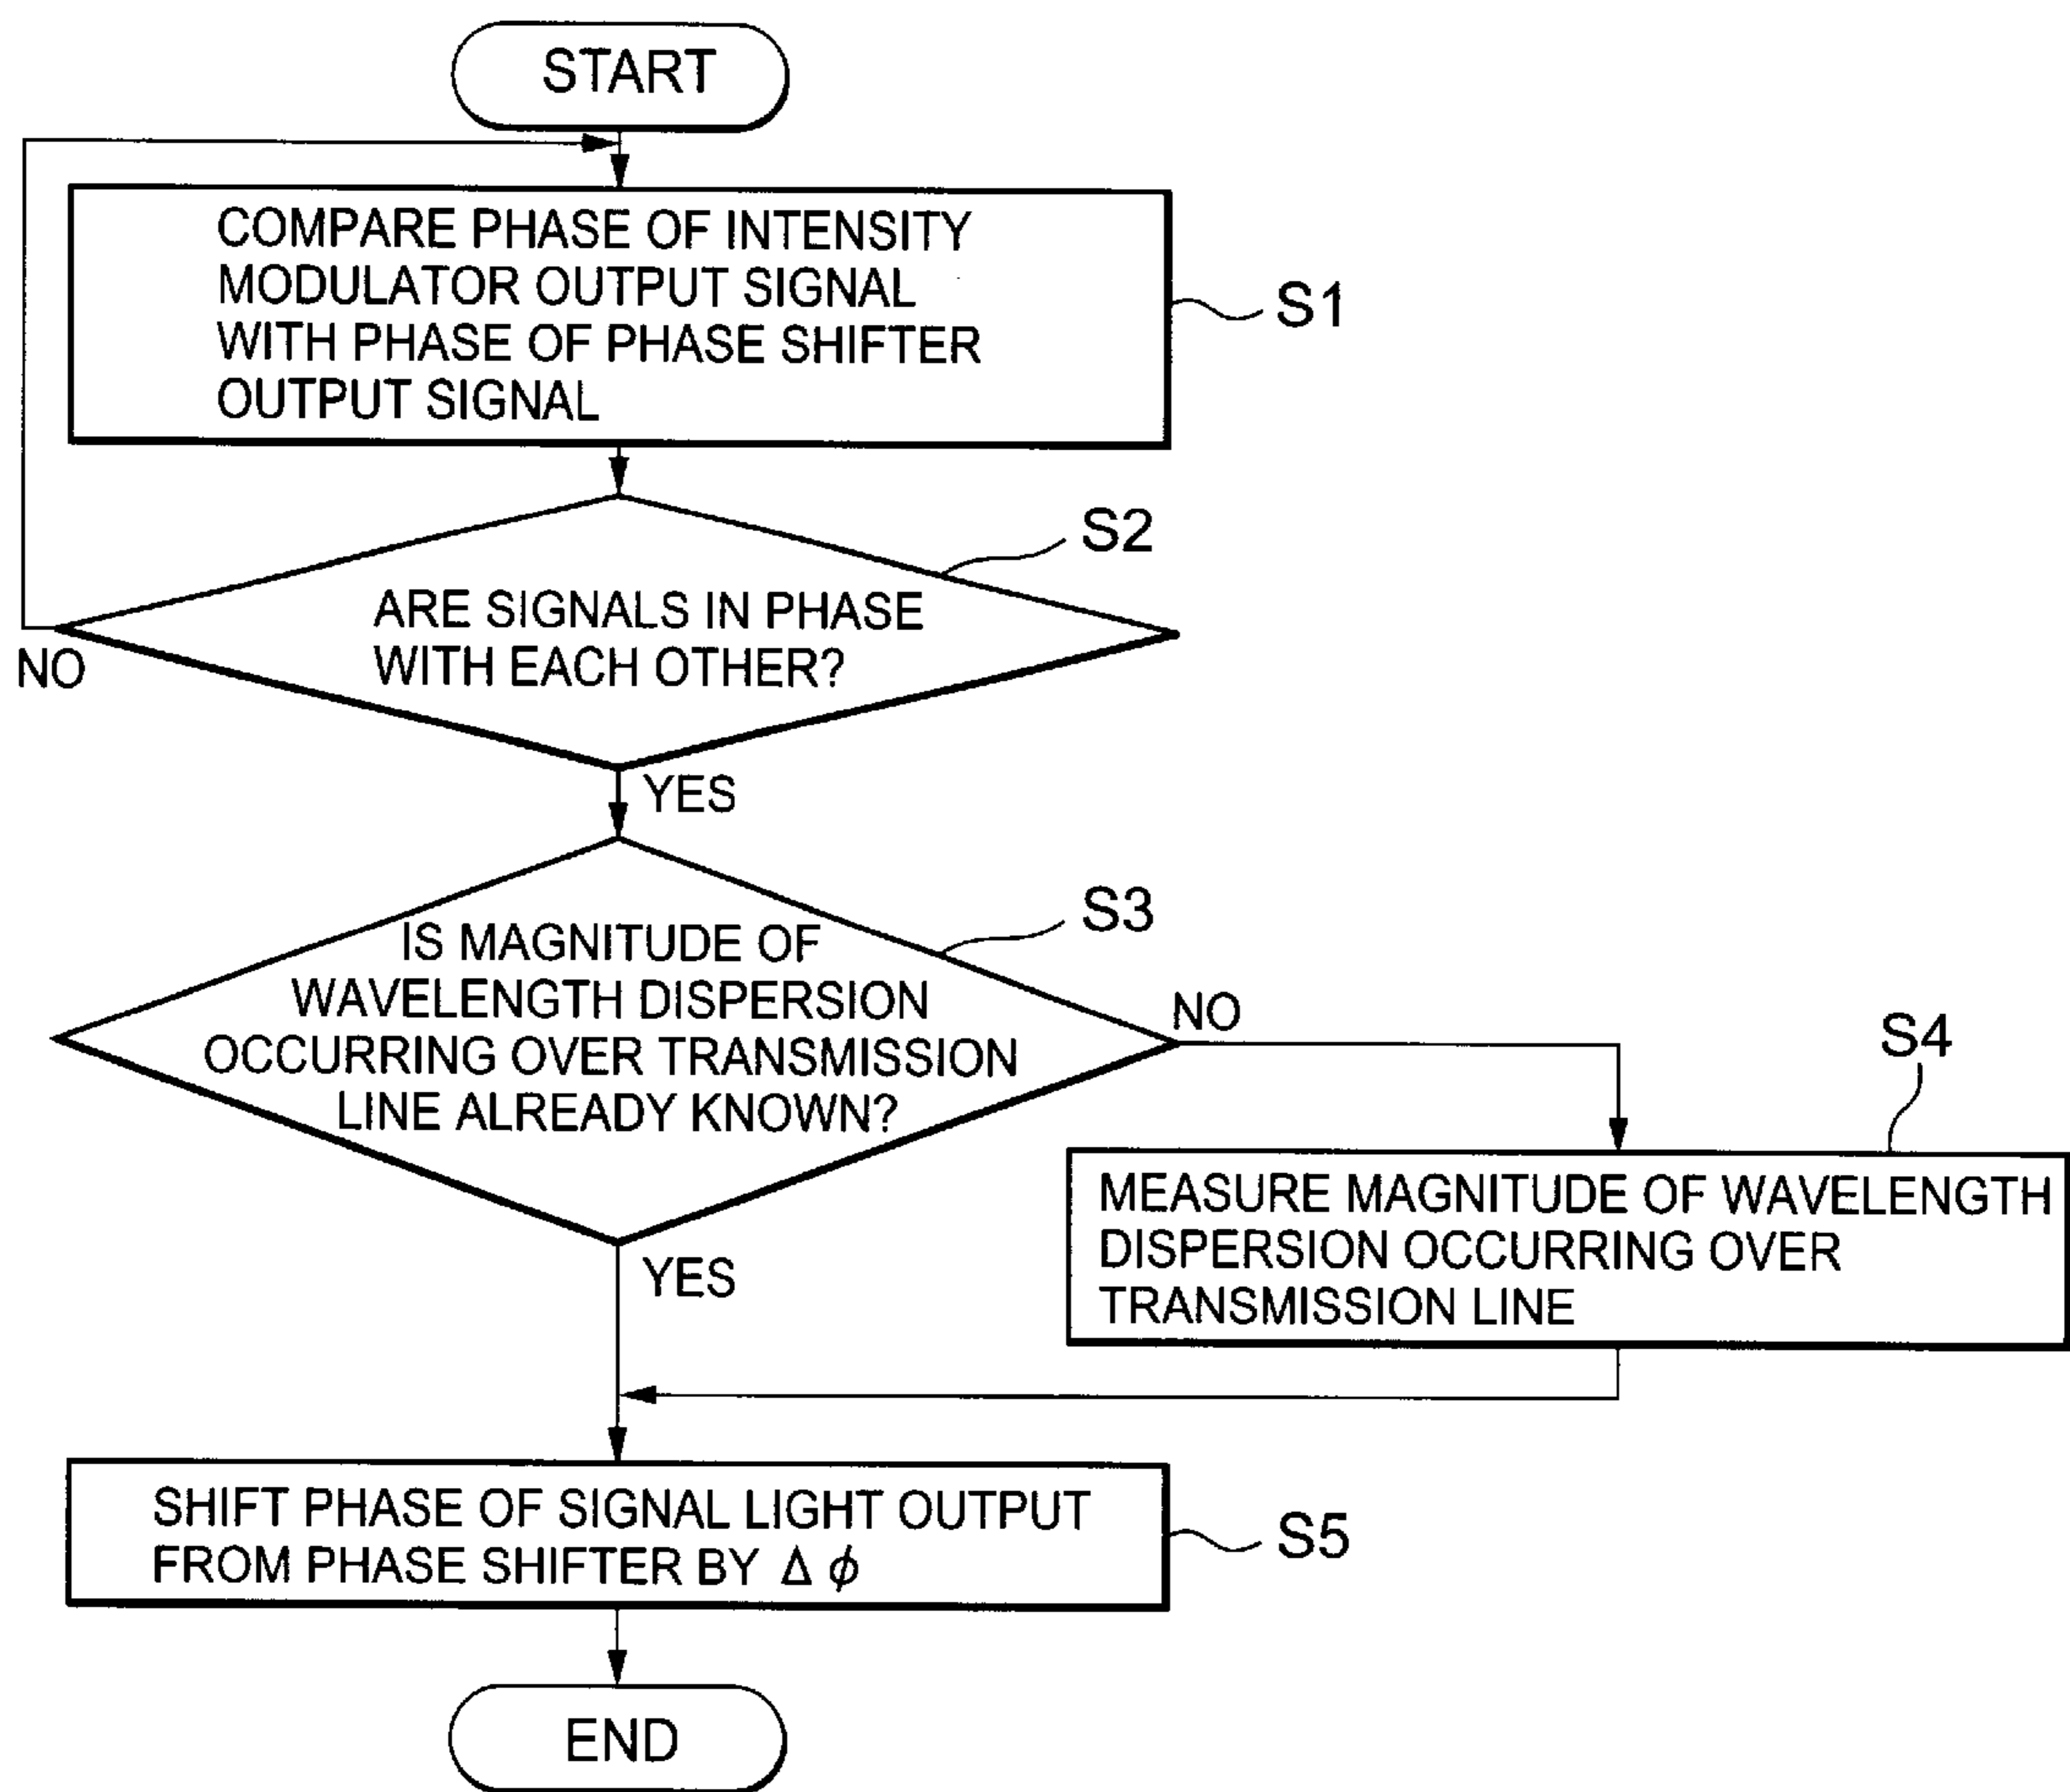 START
COMPARE PHASE OF INTENSITY
MODULATOR OUTPUT SIGNAL
WITH PHASE OF PHASE SHIFTER
OUTPUT SIGNAL
S1
S2
ARE SIGNALS IN PHASE
WITH EACH OTHER?
NO
YES
S3
IS MAGNITUDE OF
WAVELENGTH DISPERSION
OCCURRING OVER TRANSMISSION
LINE ALREADY KNOWN?
NO
YES
S4
MEASURE MAGNITUDE OF WAVELENGTH
DISPERSION OCCURRING OVER
TRANSMISSION LINE
SHIFT PHASE OF SIGNAL LIGHT OUTPUT
FROM PHASE SHIFTER BY Δ ϕ
S5
END